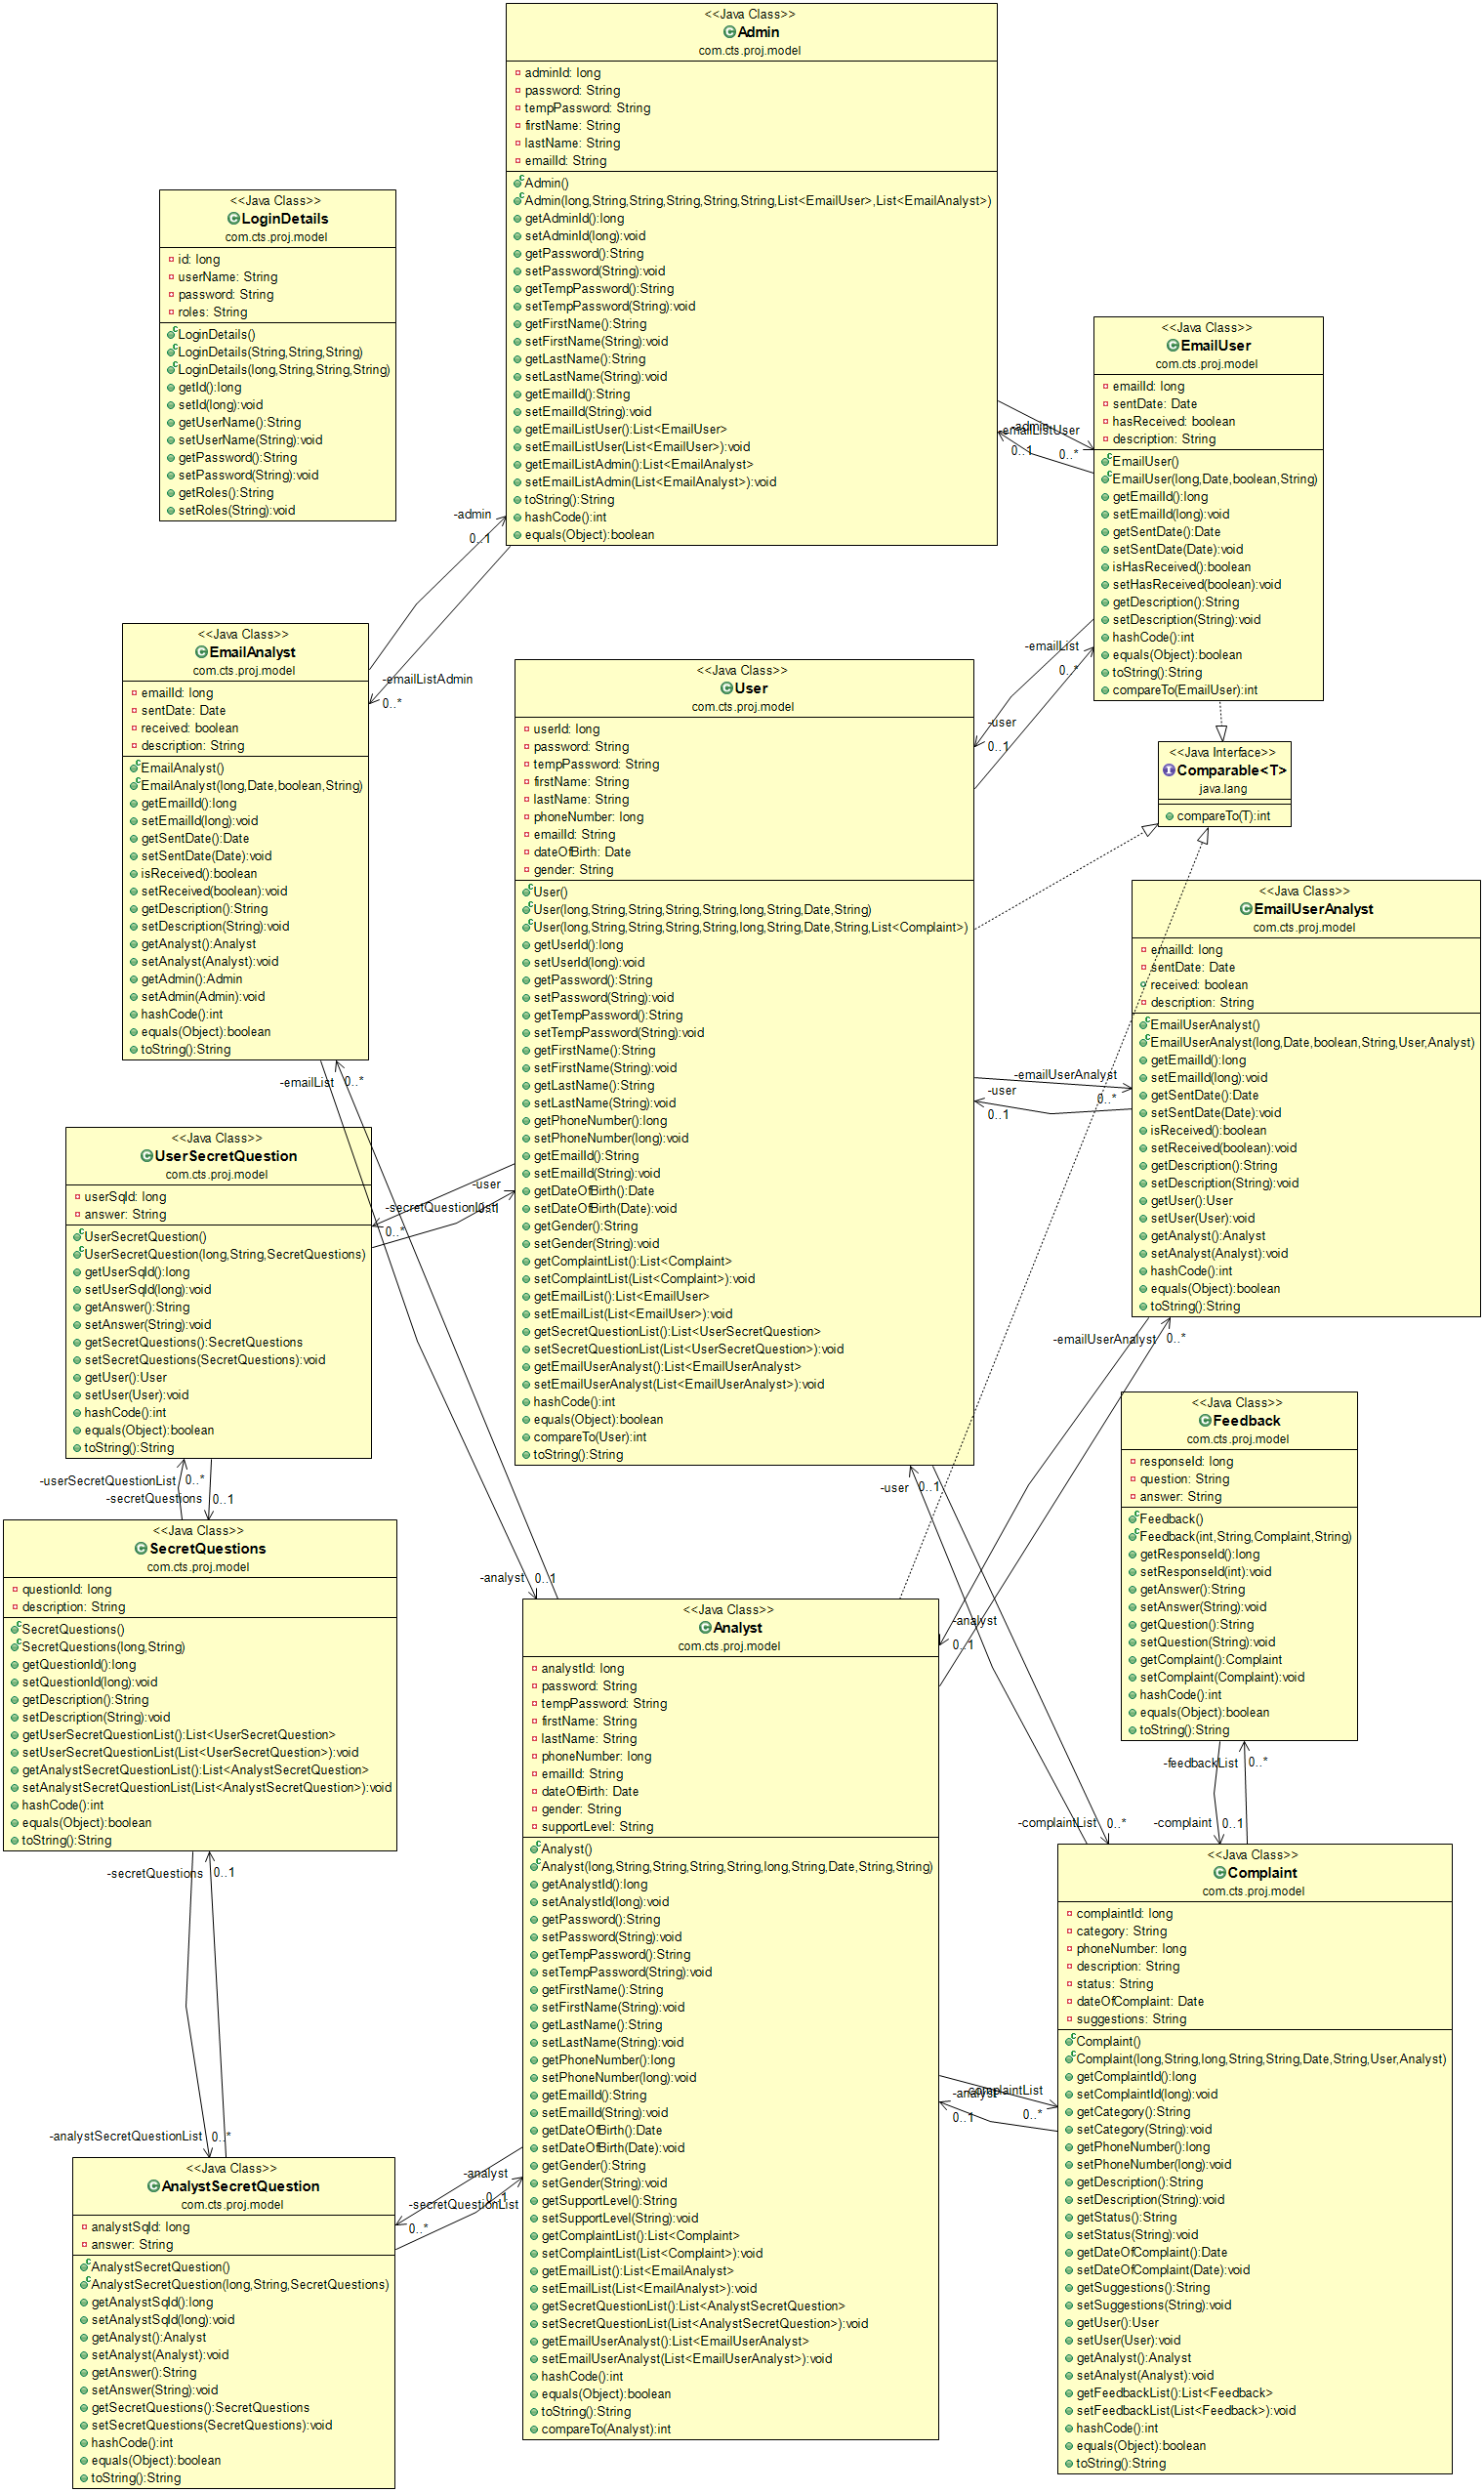 <<Java Class>>
Admin
com.cts.proj.model
adminId: long
password: String
tempPassword: String
firstName: String
lastName: String
emailId: String
Admin()
Admin(long,String,String,String,String,String,List<EmailUser>,List<EmailAnalyst>)
getAdminId():long
setAdminId(long):void
getPassword():String
setPassword(String):void
getTempPassword():String
setTempPassword(String):void
getFirstName():String
setFirstName(String):void
getLastName():String
setLastName(String):void
getEmailId():String
setEmailId(String):void
getEmailListUser():List<EmailUser>
setEmailListUser(List<EmailUser>):void
getEmailListAdmin():List<EmailAnalyst>
setEmailListAdmin(List<EmailAnalyst>):void
toString():String
hashCode():int
equals(Object):boolean
<<Java Class>>
LoginDetails
com.cts.proj.model
id: long
userName: String
password: String
roles: String
LoginDetails()
LoginDetails(String,String,String)
LoginDetails(long,String,String,String)
getId():long
setId(long):void
getUserName():String
setUserName(String):void
getPassword():String
setPassword(String):void
getRoles():String
setRoles(String):void
<<Java Class>>
EmailUser
com.cts.proj.model
emailId: long
sentDate: Date
hasReceived: boolean
description: String
EmailUser()
EmailUser(long,Date,boolean,String)
getEmailId():long
setEmailId(long):void
getSentDate():Date
setSentDate(Date):void
isHasReceived():boolean
setHasReceived(boolean):void
getDescription():String
setDescription(String):void
hashCode():int
equals(Object):boolean
toString():String
compareTo(EmailUser):int
-admin
-emailListUser
0..1
0..*
-admin
0..1
-emailListAdmin
0..*
<<Java Class>>
EmailAnalyst
com.cts.proj.model
emailId: long
sentDate: Date
received: boolean
description: String
EmailAnalyst()
EmailAnalyst(long,Date,boolean,String)
getEmailId():long
setEmailId(long):void
getSentDate():Date
setSentDate(Date):void
isReceived():boolean
setReceived(boolean):void
getDescription():String
setDescription(String):void
getAnalyst():Analyst
setAnalyst(Analyst):void
getAdmin():Admin
setAdmin(Admin):void
hashCode():int
equals(Object):boolean
toString():String
-emailList
0..*
-user
0..1
<<Java Class>>
User
com.cts.proj.model
userId: long
password: String
tempPassword: String
firstName: String
lastName: String
phoneNumber: long
emailId: String
dateOfBirth: Date
gender: String
User()
User(long,String,String,String,String,long,String,Date,String)
User(long,String,String,String,String,long,String,Date,String,List<Complaint>)
getUserId():long
setUserId(long):void
getPassword():String
setPassword(String):void
getTempPassword():String
setTempPassword(String):void
getFirstName():String
setFirstName(String):void
getLastName():String
setLastName(String):void
getPhoneNumber():long
setPhoneNumber(long):void
getEmailId():String
setEmailId(String):void
getDateOfBirth():Date
setDateOfBirth(Date):void
getGender():String
setGender(String):void
getComplaintList():List<Complaint>
setComplaintList(List<Complaint>):void
getEmailList():List<EmailUser>
setEmailList(List<EmailUser>):void
getSecretQuestionList():List<UserSecretQuestion>
setSecretQuestionList(List<UserSecretQuestion>):void
getEmailUserAnalyst():List<EmailUserAnalyst>
setEmailUserAnalyst(List<EmailUserAnalyst>):void
hashCode():int
equals(Object):boolean
compareTo(User):int
toString():String
<<Java Interface>>
Comparable<T>
java.lang
compareTo(T):int
<<Java Class>>
EmailUserAnalyst
com.cts.proj.model
emailId: long
sentDate: Date
received: boolean
description: String
EmailUserAnalyst()
EmailUserAnalyst(long,Date,boolean,String,User,Analyst)
getEmailId():long
setEmailId(long):void
getSentDate():Date
setSentDate(Date):void
isReceived():boolean
setReceived(boolean):void
getDescription():String
setDescription(String):void
getUser():User
setUser(User):void
getAnalyst():Analyst
setAnalyst(Analyst):void
hashCode():int
equals(Object):boolean
toString():String
-emailUserAnalyst
0..*
-user
0..1
-emailList
0..*
<<Java Class>>
UserSecretQuestion
com.cts.proj.model
userSqId: long
answer: String
UserSecretQuestion()
UserSecretQuestion(long,String,SecretQuestions)
getUserSqId():long
setUserSqId(long):void
getAnswer():String
setAnswer(String):void
getSecretQuestions():SecretQuestions
setSecretQuestions(SecretQuestions):void
getUser():User
setUser(User):void
hashCode():int
equals(Object):boolean
toString():String
-user
-secretQuestionList
0..1
0..*
-userSecretQuestionList
0..*
-secretQuestions
0..1
<<Java Class>>
SecretQuestions
com.cts.proj.model
questionId: long
description: String
SecretQuestions()
SecretQuestions(long,String)
getQuestionId():long
setQuestionId(long):void
getDescription():String
setDescription(String):void
getUserSecretQuestionList():List<UserSecretQuestion>
setUserSecretQuestionList(List<UserSecretQuestion>):void
getAnalystSecretQuestionList():List<AnalystSecretQuestion>
setAnalystSecretQuestionList(List<AnalystSecretQuestion>):void
hashCode():int
equals(Object):boolean
toString():String
-secretQuestions
0..1
-analystSecretQuestionList
0..*
-emailUserAnalyst
0..*
-user
0..1
-analyst
0..1
-analyst
0..1
<<Java Class>>
Feedback
com.cts.proj.model
responseId: long
question: String
answer: String
Feedback()
Feedback(int,String,Complaint,String)
getResponseId():long
setResponseId(int):void
getAnswer():String
setAnswer(String):void
getQuestion():String
setQuestion(String):void
getComplaint():Complaint
setComplaint(Complaint):void
hashCode():int
equals(Object):boolean
toString():String
-feedbackList
0..*
-complaint
0..1
-complaintList
0..*
<<Java Class>>
Analyst
com.cts.proj.model
analystId: long
password: String
tempPassword: String
firstName: String
lastName: String
phoneNumber: long
emailId: String
dateOfBirth: Date
gender: String
supportLevel: String
Analyst()
Analyst(long,String,String,String,String,long,String,Date,String,String)
getAnalystId():long
setAnalystId(long):void
getPassword():String
setPassword(String):void
getTempPassword():String
setTempPassword(String):void
getFirstName():String
setFirstName(String):void
getLastName():String
setLastName(String):void
getPhoneNumber():long
setPhoneNumber(long):void
getEmailId():String
setEmailId(String):void
getDateOfBirth():Date
setDateOfBirth(Date):void
getGender():String
setGender(String):void
getSupportLevel():String
setSupportLevel(String):void
getComplaintList():List<Complaint>
setComplaintList(List<Complaint>):void
getEmailList():List<EmailAnalyst>
setEmailList(List<EmailAnalyst>):void
getSecretQuestionList():List<AnalystSecretQuestion>
setSecretQuestionList(List<AnalystSecretQuestion>):void
getEmailUserAnalyst():List<EmailUserAnalyst>
setEmailUserAnalyst(List<EmailUserAnalyst>):void
hashCode():int
equals(Object):boolean
toString():String
compareTo(Analyst):int
<<Java Class>>
Complaint
com.cts.proj.model
complaintId: long
category: String
phoneNumber: long
description: String
status: String
dateOfComplaint: Date
suggestions: String
Complaint()
Complaint(long,String,long,String,String,Date,String,User,Analyst)
getComplaintId():long
setComplaintId(long):void
getCategory():String
setCategory(String):void
getPhoneNumber():long
setPhoneNumber(long):void
getDescription():String
setDescription(String):void
getStatus():String
setStatus(String):void
getDateOfComplaint():Date
setDateOfComplaint(Date):void
getSuggestions():String
setSuggestions(String):void
getUser():User
setUser(User):void
getAnalyst():Analyst
setAnalyst(Analyst):void
getFeedbackList():List<Feedback>
setFeedbackList(List<Feedback>):void
hashCode():int
equals(Object):boolean
toString():String
-analyst
-complaintList
0..1
0..*
-analyst
-secretQuestionList
0..1
0..*
<<Java Class>>
AnalystSecretQuestion
com.cts.proj.model
analystSqId: long
answer: String
AnalystSecretQuestion()
AnalystSecretQuestion(long,String,SecretQuestions)
getAnalystSqId():long
setAnalystSqId(long):void
getAnalyst():Analyst
setAnalyst(Analyst):void
getAnswer():String
setAnswer(String):void
getSecretQuestions():SecretQuestions
setSecretQuestions(SecretQuestions):void
hashCode():int
equals(Object):boolean
toString():String